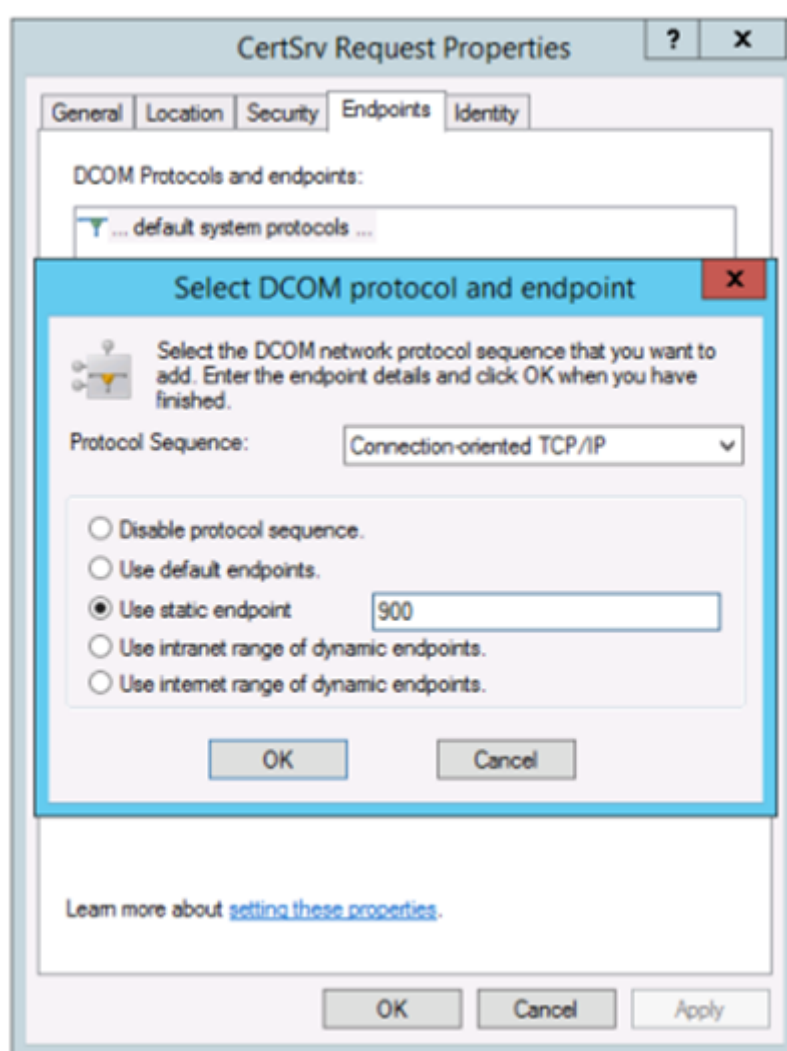 CertSrv Request Properties
? x
General Location Security Endpoints Identity
DCOM Protocols and endpoints:
... default system protocols ...
Select DCOM protocol and endpoint
x
Select the DCOM network protocol sequence that you want to
add. Enter the endpoint details and click OK when you have
finished.
Protocol Sequence: Connection-oriented TCP/IP
Disable protocol sequence.
Use default endpoints.
Use static endpoint 900
Use intranet range of dynamic endpoints.
Use internet range of dynamic endpoints.
OK Cancel
Learn more about setting these properties.
OK Cancel Apply